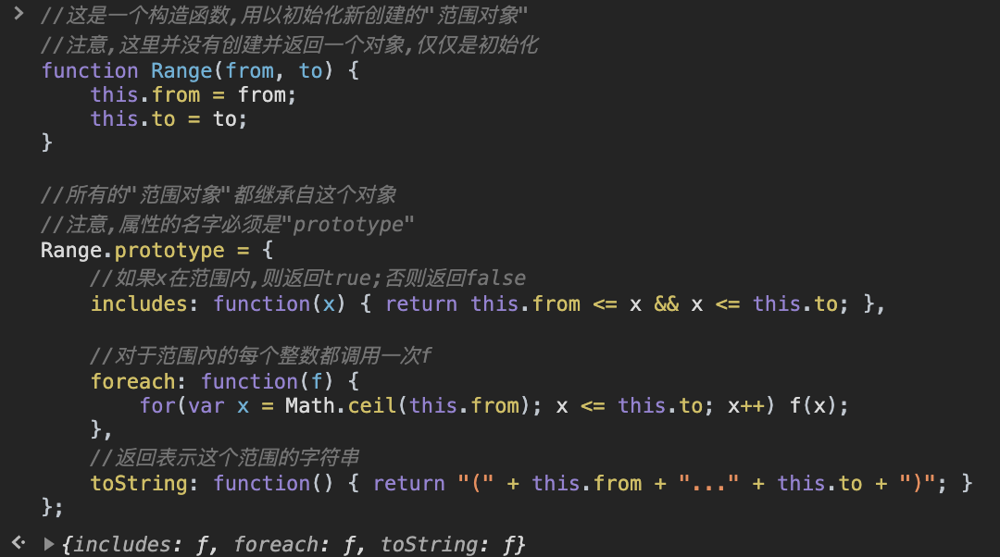 > //这是一个构造函数,用以初始化新创建的"范围对象"
//注意,这里并没有创建并返回一个对象,仅仅是初始化
function Range(from, to) {
    this.from = from;
    this.to = to;
}

//所有的"范围对象"都继承自这个对象
//注意,属性的名字必须是"prototype"
Range.prototype = {
    //如果x在范围内,则返回true;否则返回false
    includes: function(x) { return this.from <= x && x <= this.to; },

    //对于范围内的每个整数都调用一次f
    foreach: function(f) {
        for(var x = Math.ceil(this.from); x <= this.to; x++) f(x);
    },
    //返回表示这个范围的字符串
    toString: function() { return "(" + this.from + "..." + this.to + ")"; }
};
{includes: ƒ, foreach: ƒ, toString: ƒ}